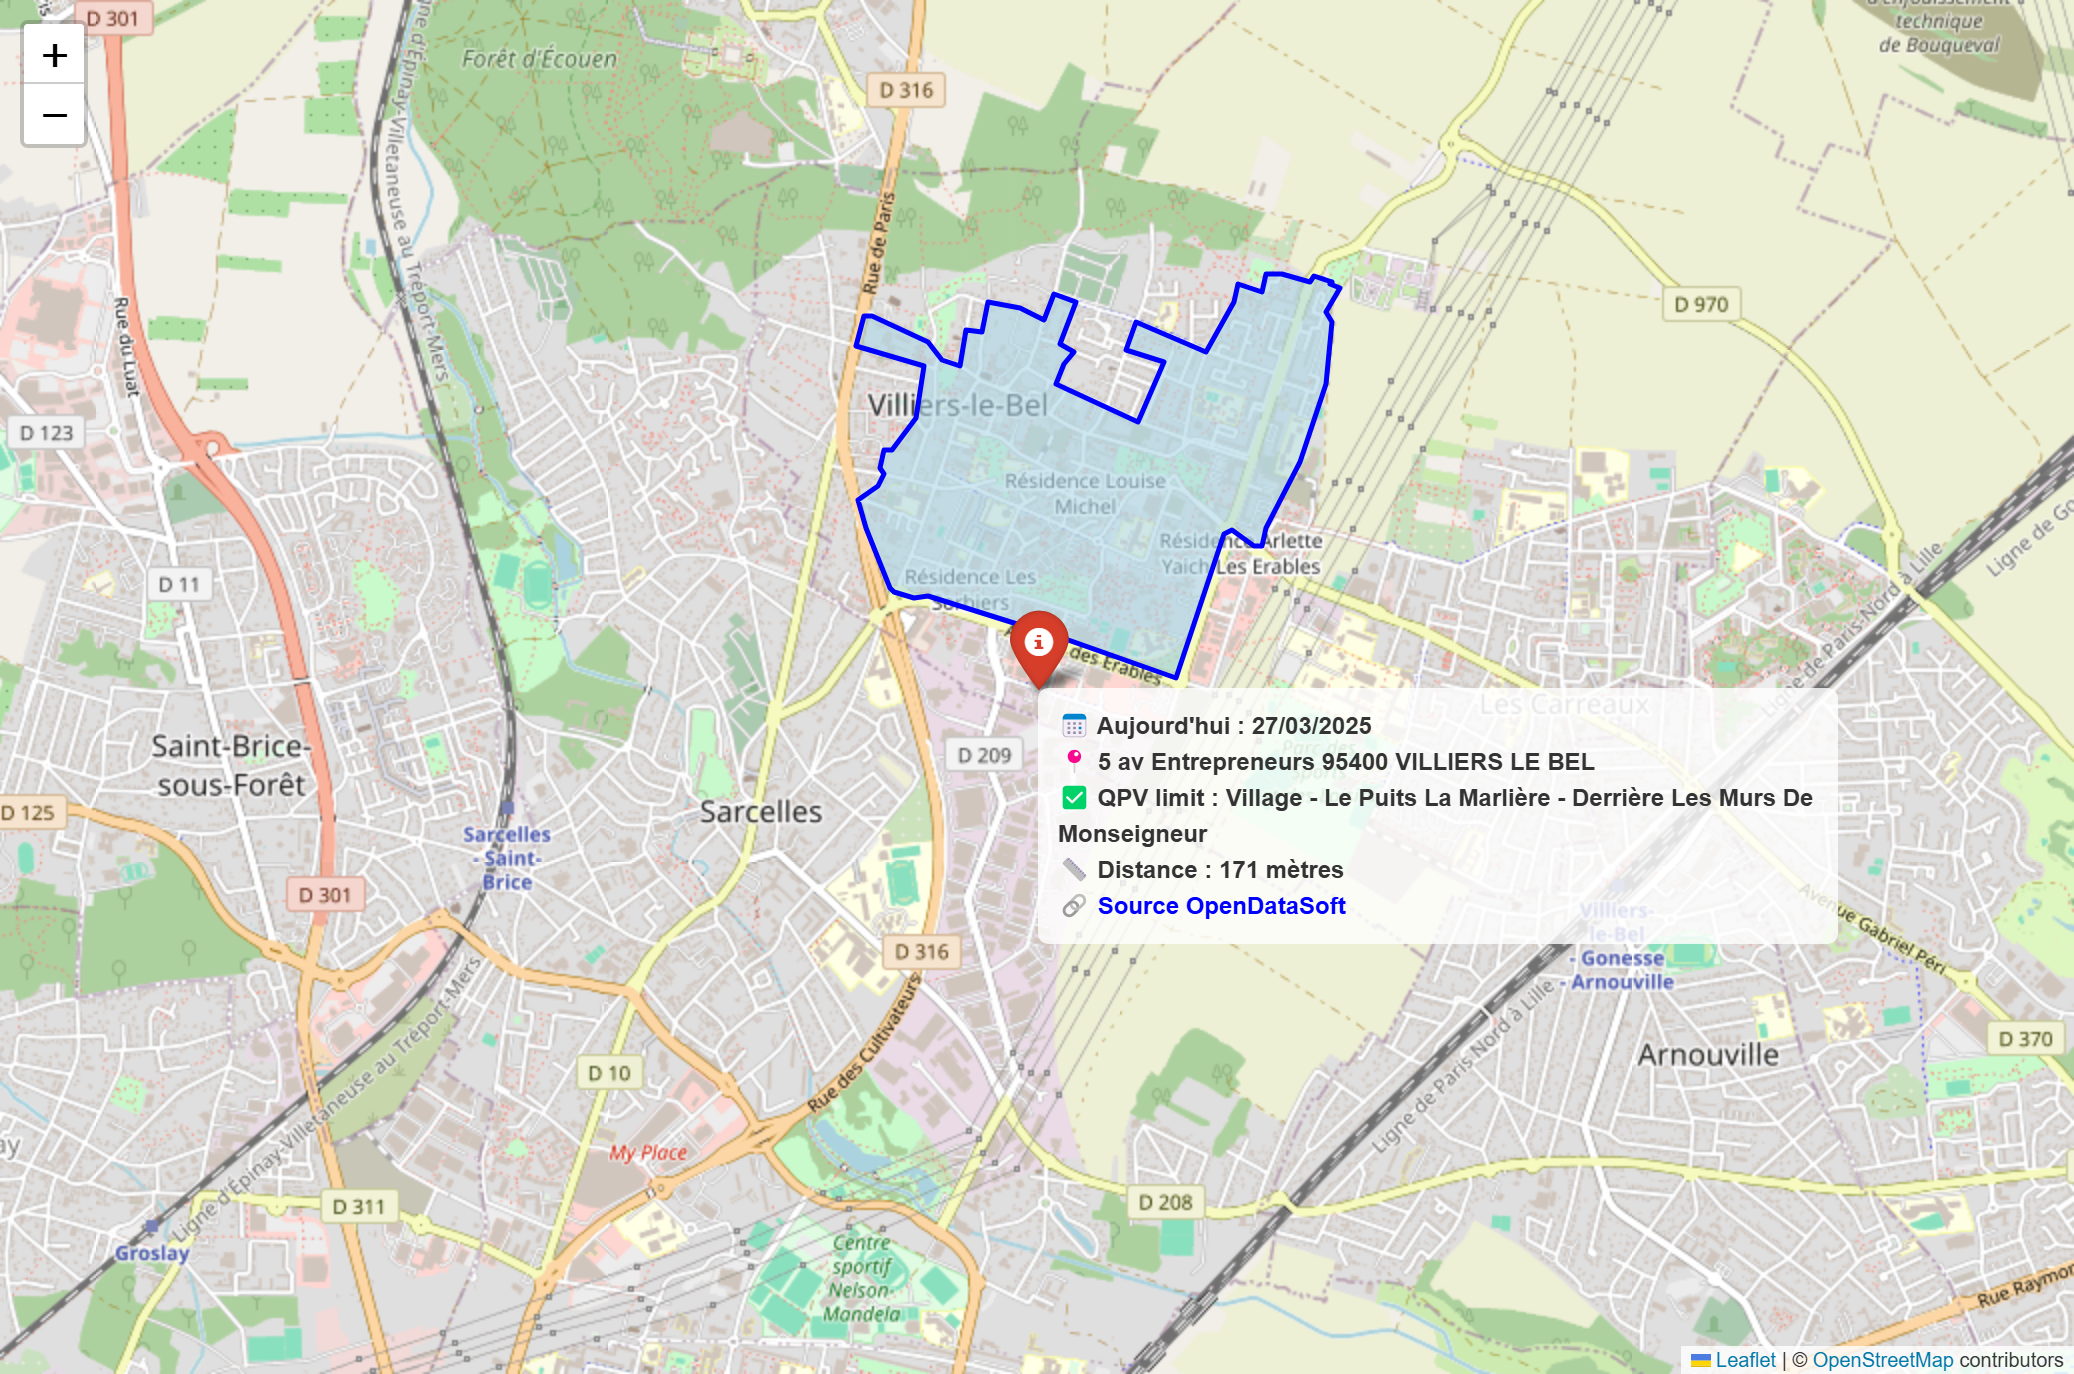 D 301
+
−
Forêt d'Écouen
D 316
technique
de Bouqueval
Rue de Paris
Rue du Luat
D 970
D 123
Villiers-le-Bel
Résidence Louise
Michel
Résidence Arlette
Yaich Les Erables
D 11
Résidence Les
Sorbiers
des Erables
Ligne de Paris-Nord à Lille
Les Carreaux
Saint-Brice-
sous-Forêt
D 209
Aujourd'hui : 27/03/2025
5 av Entrepreneurs 95400 VILLIERS LE BEL
QPV limit : Village - Le Puits La Marlière - Derrière Les Murs De
Monseigneur
Distance : 171 mètres
Source OpenDataSoft
D 125
Sarcelles
Sarcelles
- Saint-
Brice
D 301
D 316
Villiers-
le-Bel
- Gonesse
- Arnouville
Avenue Gabriel Péri
Rue des Cultivateurs
Ligne de Paris-Nord à Lille
D 10
Arnouville
D 370
My Place
Ligne d'Épinay-Villetaneuse au Tréport-Mers
D 311
D 208
Groslay
Centre
sportif
Nelson-
Mandela
Leaflet | © OpenStreetMap contributors